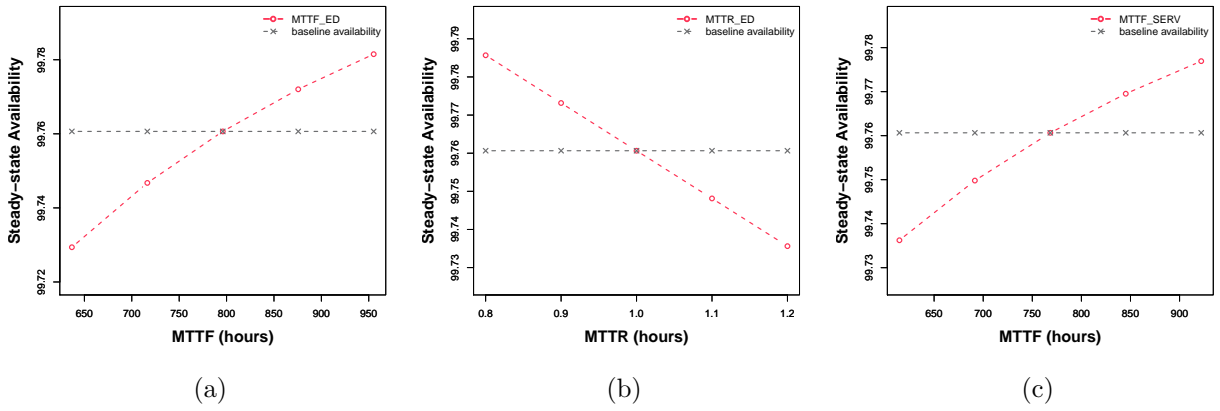 MTTF_ED
baseline availability
Steady-state Availability
99.78
99.76
99.74
99.72
650 700 750 800 850 900 950
MTTF (hours)
(a)
MTTR_ED
baseline availability
Steady-state Availability
99.79
99.78
99.77
99.76
99.75
99.74
99.73
0.8 0.9 1.0 1.1 1.2
MTTR (hours)
(b)
MTTF_SERV
baseline availability
Steady-state Availability
99.78
99.77
99.76
99.75
99.74
99.73
650 700 750 800 850 900
MTTF (hours)
(c)